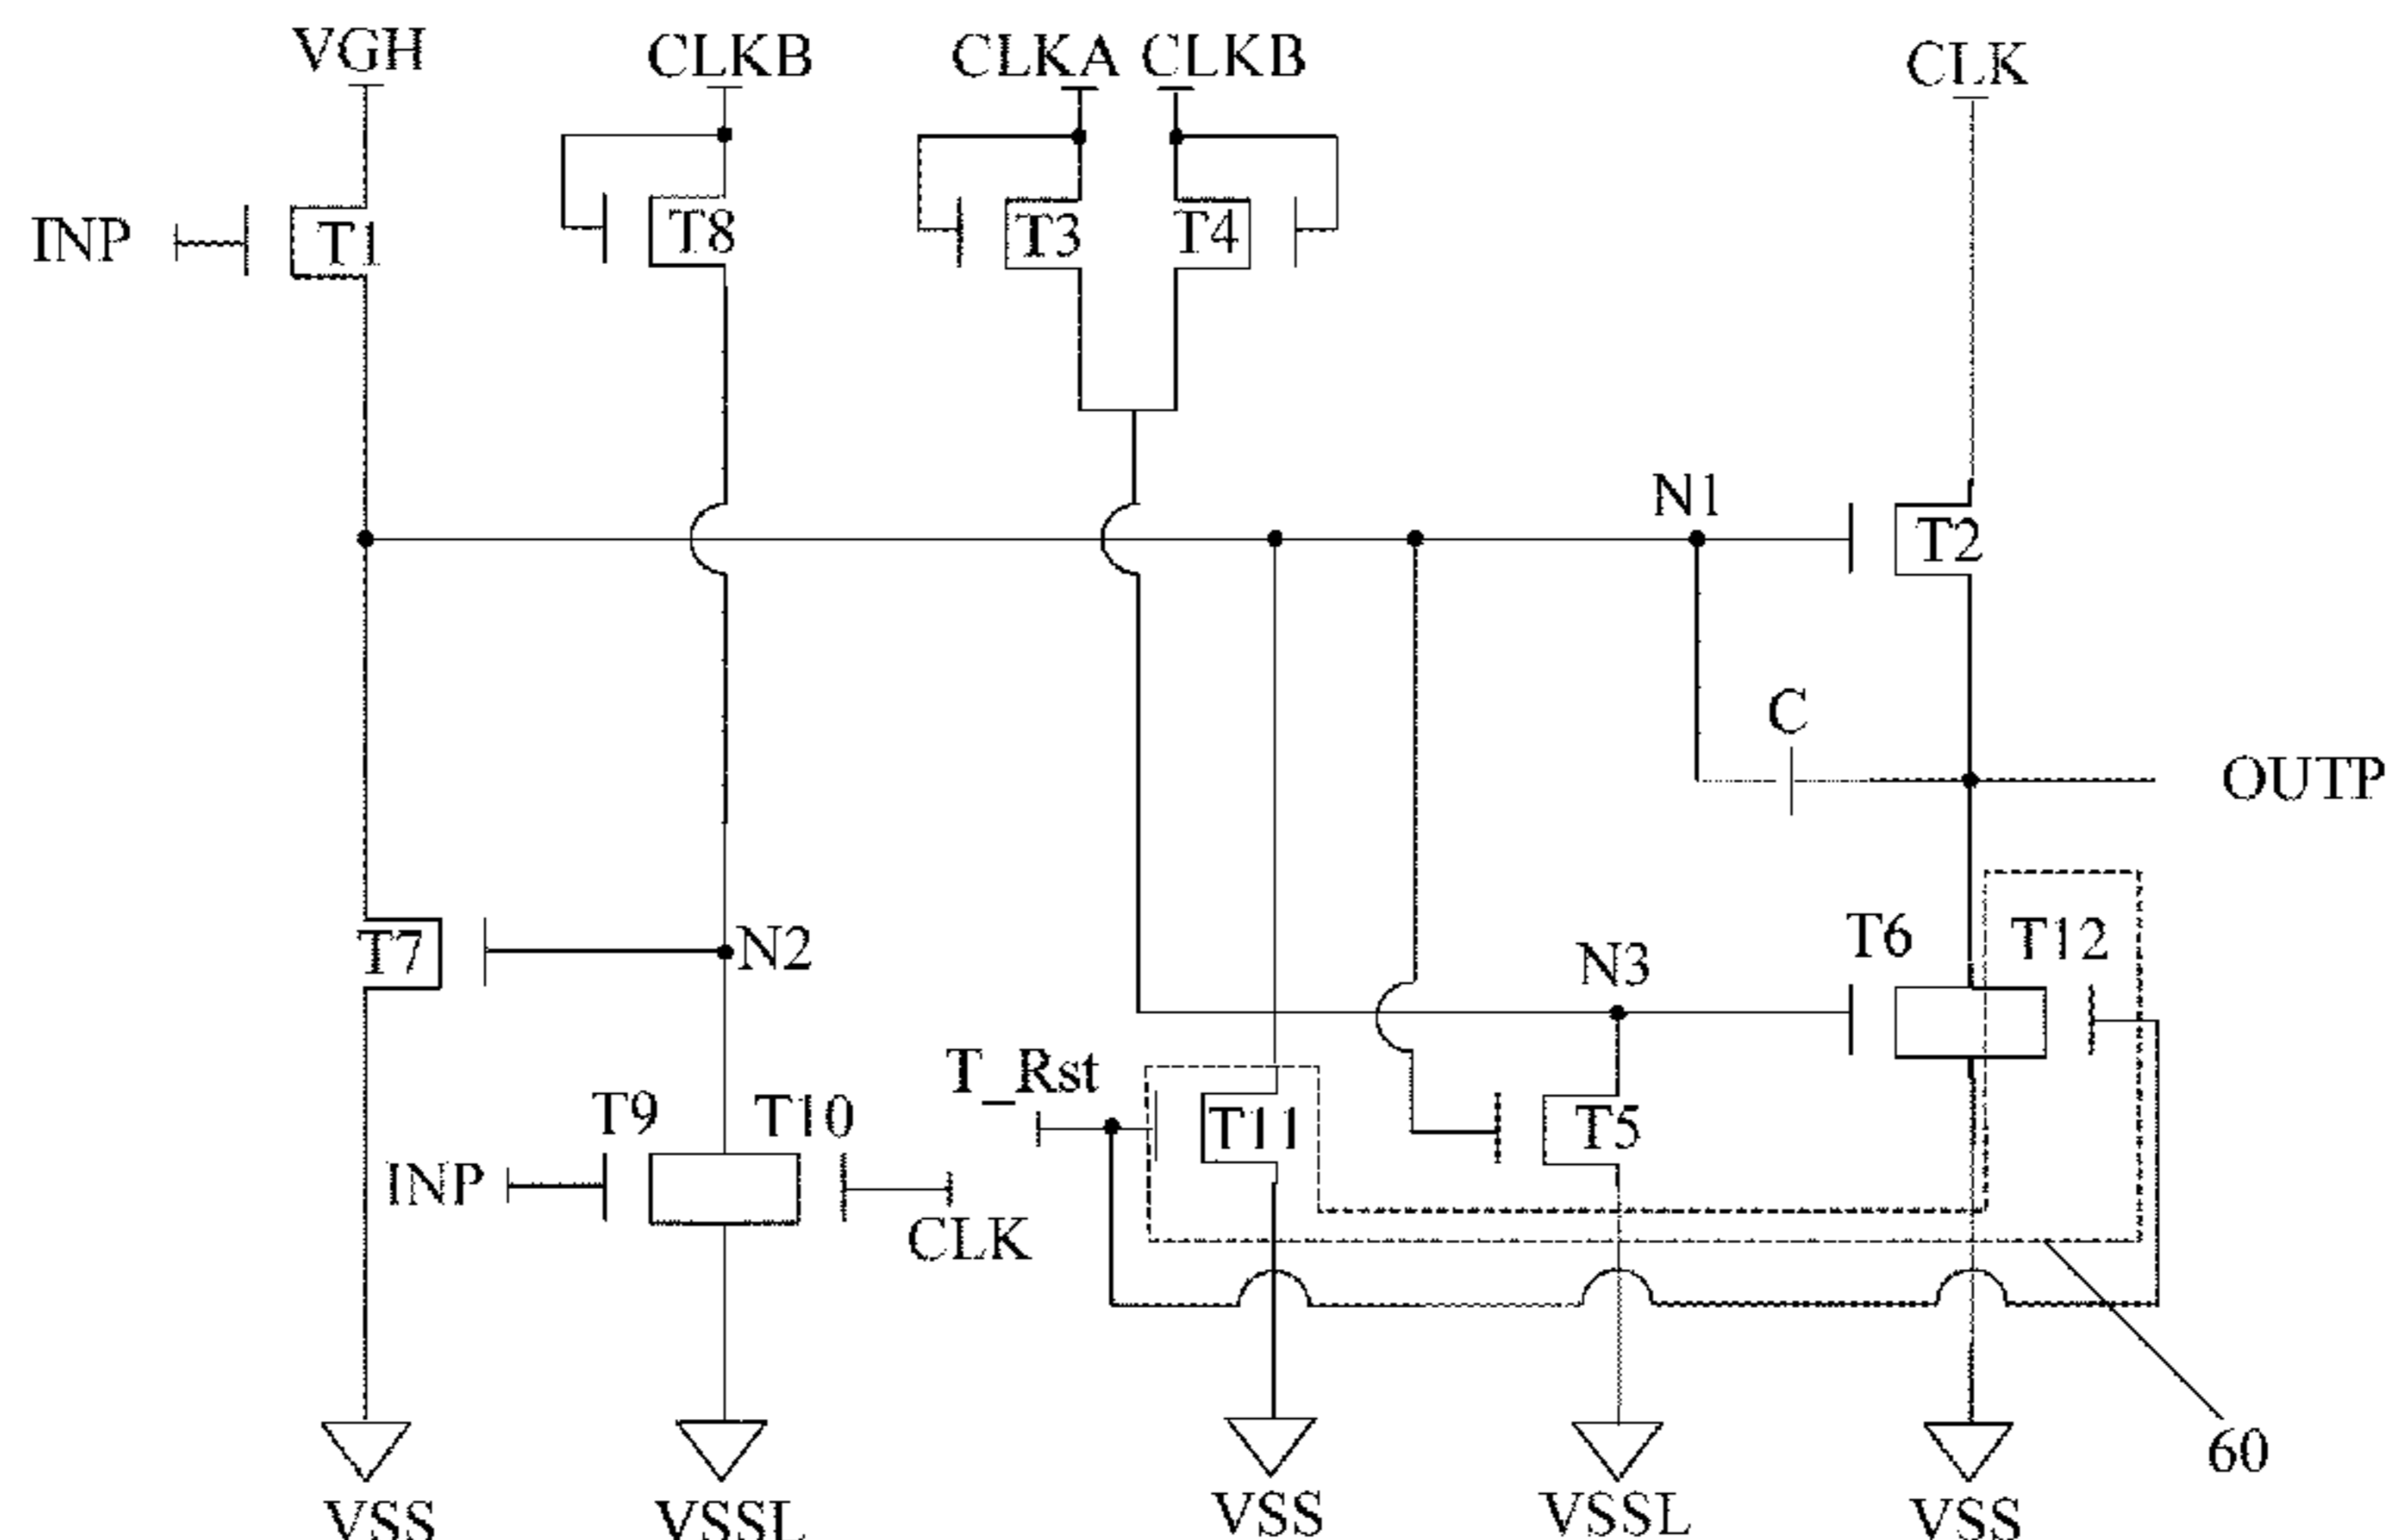 VGH
CLKB
CLKA
CLKB
CLK
INP
T1
T8
T3
T4
N1
T2
C
OUTP
T7
N2
N3
T6
T12
T_Rst
T9
T10
T11
T5
INP
CLK
60
VSS
VSSL
VSS
VSSL
VSS